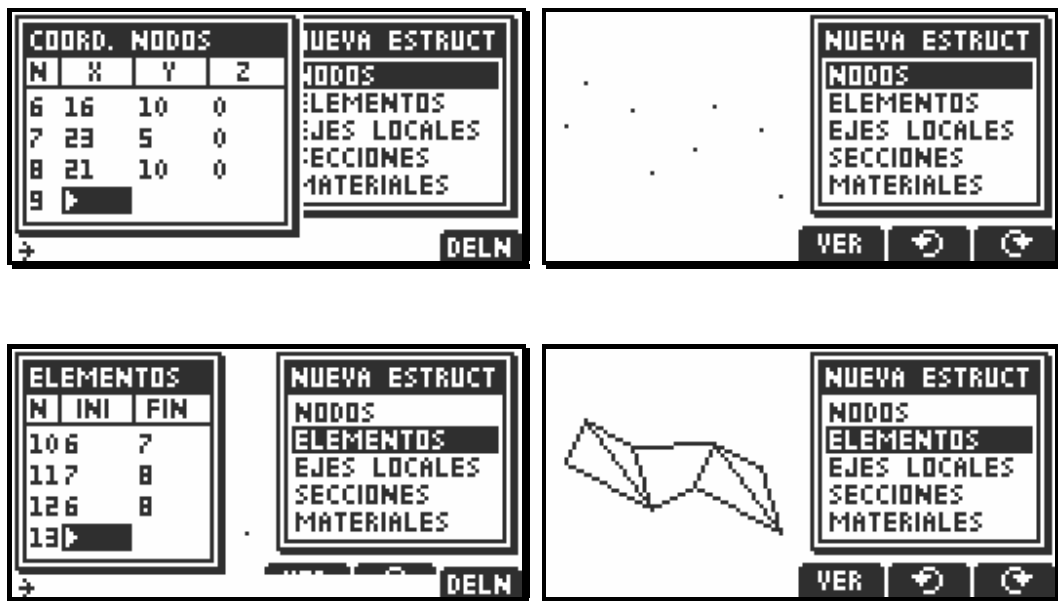 COORD. NODOS
N X Y Z
6 16 10 0
7 23 5 0
8 21 10 0
9
UEVA ESTRUCT
NODOS
ELEMENTOS
EJES LOCALES
SECCIONES
MATERIALES
DELN
NUEVA ESTRUCT
NODOS
ELEMENTOS
EJES LOCALES
SECCIONES
MATERIALES
VER
ELEMENTOS
N INI FIN
10 6 7
11 7 8
12 6 8
13
NUEVA ESTRUCT
NODOS
ELEMENTOS
EJES LOCALES
SECCIONES
MATERIALES
DELN
NUEVA ESTRUCT
NODOS
ELEMENTOS
EJES LOCALES
SECCIONES
MATERIALES
VER